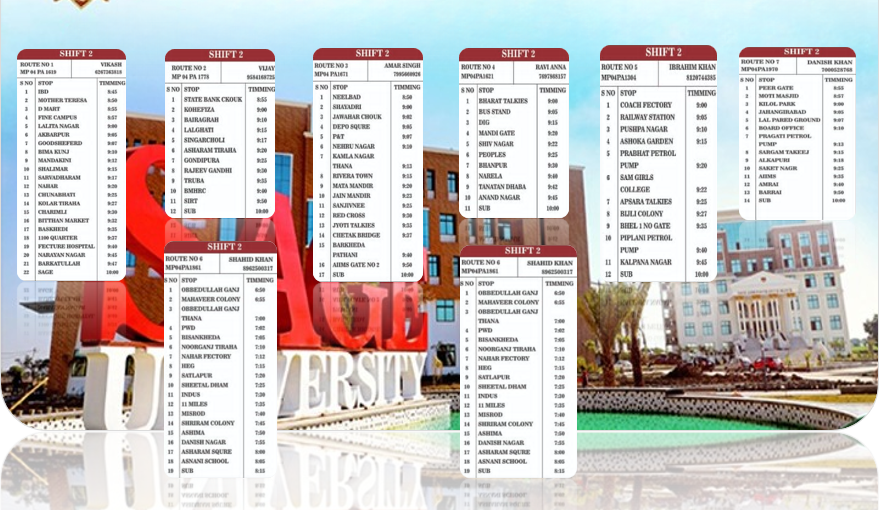 SHIFT 2
ROUTE NO 1 VIKASH
MP 04 PA 1619
S NO STOP TIMMING
1 IBD 9:45
2 MOTHER TERESA 8:50
3 D MART 8:55
4 FINE CAMPUS 8:57
5 LALITA NAGAR 9:00
6 AKBARPUR 9:05
7 GOODSHEFERD 9:07
8 BIMA KUNJ 9:10
9 MANDAKINI 9:12
10 SHALIMAR 9:15
11 SARVADHARAM 9:17
12 NAHAR 9:20
13 CHUNABHATI 9:25
14 KOLAR TIRAHA 9:27
15 CHARIMLI 9:30
16 BITTHAN MARKET 9:32
17 BASKHEDI 9:35
18 1100 QUARTER 9:37
19 FECTURE HOSPITAL 9:40
20 NARAYAN NAGAR 9:45
21 BARKATULLAH 9:47
22 SAGE 10:00
SHIFT 2
ROUTE NO 2 VIJAY
MP 04 PA 1778
S NO STOP TIMMING
1 STATE BANK CHOUK 8:55
2 KOHEFIZA 9:00
3 BAIRAGRAH 9:10
4 LALGHATI 9:15
5 SINGARCHOLI 9:17
6 ASHARAM TIRAHA 9:20
7 GONDIPURA 9:25
8 RAJEEV GANDHI 9:30
9 TRUBA 9:35
10 BMHRC 9:40
11 SIRT 9:50
12 SUB 10:00
SHIFT 2
ROUTE NO 3 AMAR SINGH
MP04 PA1671
S NO STOP TIMMING
1 NEELBAD 8:50
2 SHAYADRI 9:00
3 JAWAHAR CHOUK 9:02
4 DEPO SQURE 9:05
5 P&T 9:07
6 NEHRU NAGAR 9:10
7 KAMLA NAGAR
THANA 9:13
8 RIVERA TOWN 9:15
9 MATA MANDIR 9:20
10 JAIN MANDIR 9:23
11 SANJIVNEE 9:25
12 RED CROSS 9:30
13 JYOTI TALKIES 9:35
14 CHETAK BRIDGE 9:37
15 BARKHEDA
PATHANI 9:40
16 AIIMS GATE NO 2 9:50
17 SUB 10:00
SHIFT 2
ROUTE NO 4 RAVI ANNA
MP04PA1621 7697068157
S NO STOP TIMMING
1 BHARAT TALKIES 9:00
2 BUS STAND 9:05
3 DIG 9:15
4 MANDI GATE 9:20
5 SHIV NAGAR 9:22
6 PEOPLES 9:25
7 BHANPUR 9:30
8 NARELA 9:40
9 TANATAN DHABA 9:42
10 ANAND NAGAR 9:45
11 SUB 10:00
SHIFT 2
ROUTE NO 5 IBRAHIM KHAN
MP04PA1304 8120744285
S NO STOP TIMMING
1 COACH FECTORY 9:00
2 RAILWAY STATION 9:05
3 PUSHPA NAGAR 9:10
4 ASHOKA GARDEN 9:15
5 PRABHAT PETROL
PUMP 9:20
6 SAM GIRLS
COLLEGE 9:22
7 APSARA TALKIES 9:25
8 BIJLI COLONY 9:27
9 BHEL 1 NO GATE 9:35
10 PIPLANI PETROL
PUMP 9:40
11 KALPANA NAGAR 9:45
12 SUB 10:00
SHIFT 2
ROUTE NO 7 DANISH KHAN
MP04PA1970 7000528768
S NO STOP TIMMING
1 PEER GATE 8:55
2 MOTI MASJID 8:57
3 KILOL PARK 9:00
4 JAHANGIRABAD 9:05
5 LAL PARED GROUND 9:07
6 BOARD OFFICE 9:10
7 PRAGATI PETROL
PUMP 9:13
8 SARGAM TAKEEJ 9:15
9 ALKAPURI 9:18
10 SAKET NAGR 9:25
11 AIIMS 9:35
12 AMRAI 9:40
13 BARRAI 9:50
14 SUB 10:00
SHIFT 2
ROUTE NO 6 SHAHID KHAN
MP04PA1861 8962500317
S NO STOP TIMMING
1 OBBEDULLAH GANJ 6:50
2 MAHAVEER COLONY 6:55
3 OBBEDULLAH GANJ
THANA 7:00
4 PWD 7:02
5 BISANKHEDA 7:05
6 NOORGANJ TIRAHA 7:10
7 NAHAR FECTORY 7:12
8 HEG 7:15
9 SATLAPUR 7:20
10 SHEETAL DHAM 7:25
11 INDUS 7:30
12 11 MILES 7:35
13 MISROD 7:40
14 SHRIRAM COLONY 7:45
15 ASHIMA 7:50
16 DANISH NAGAR 7:55
17 ASHARAM SQURE 8:00
18 ASNANI SCHOOL 8:05
19 SUB 8:15
SHIFT 2
ROUTE NO 6 SHAHID KHAN
MP04PA1861 8962500317
S NO STOP TIMMING
1 OBBEDULLAH GANJ 6:50
2 MAHAVEER COLONY 6:55
3 OBBEDULLAH GANJ
THANA 7:00
4 PWD 7:02
5 BISANKHEDA 7:05
6 NOORGANJ TIRAHA 7:10
7 NAHAR FECTORY 7:12
8 HEG 7:15
9 SATLAPUR 7:20
10 SHEETAL DHAM 7:25
11 INDUS 7:30
12 11 MILES 7:35
13 MISROD 7:40
14 SHRIRAM COLONY 7:45
15 ASHIMA 7:50
16 DANISH NAGAR 7:55
17 ASHARAM SQURE 8:00
18 ASNANI SCHOOL 8:05
19 SUB 8:15
SAGE
UNIVERSITY